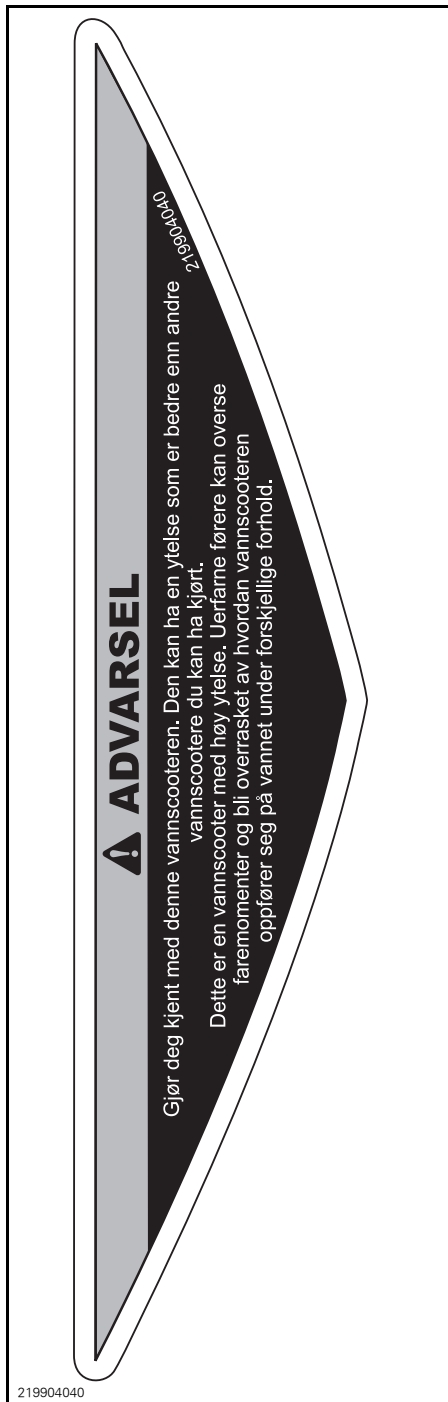 ADVARSEL
Gjør deg kjent med denne vannscooteren. Den kan ha en ytelse som er bedre enn andre
vannscootere du kan ha kjørt.
Dette er en vannscooter med høy ytelse. Uerfarne førere kan overse
faremomenter og bli overrasket av hvordan vannscooteren
oppfører seg på vannet under forskjellige forhold.
219904040
219904040